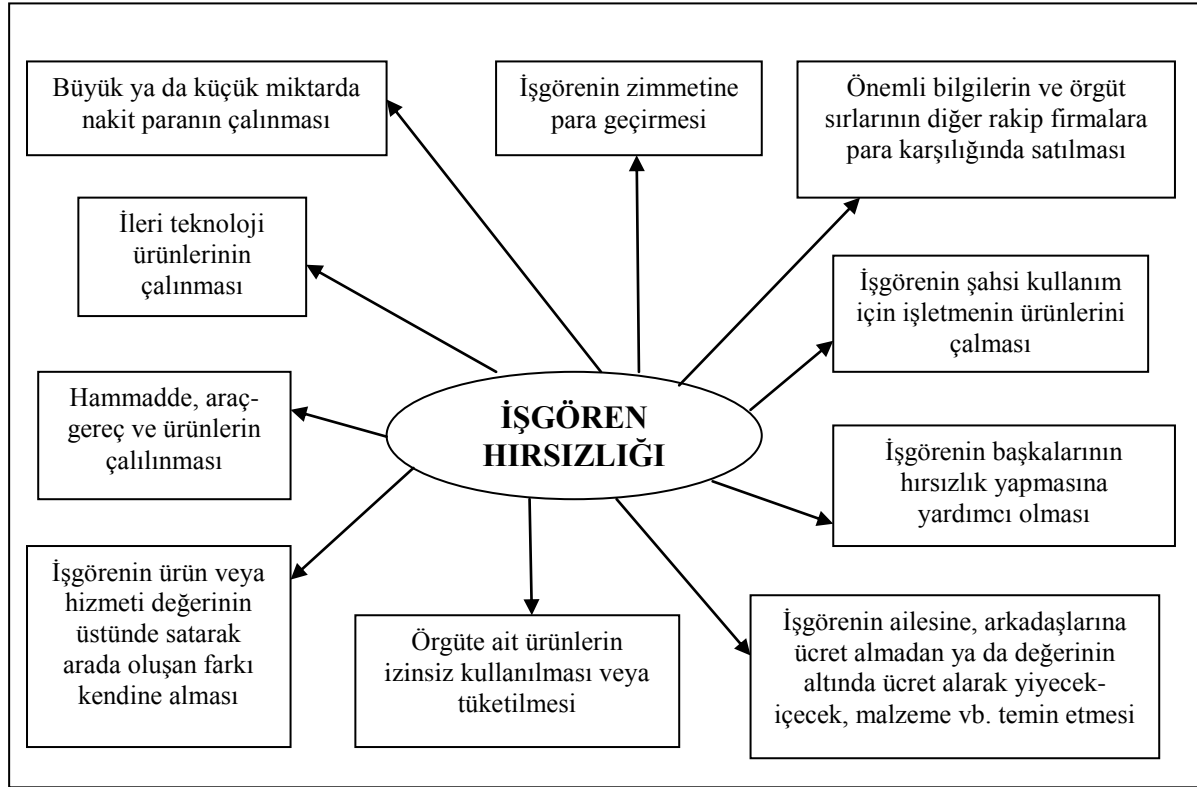 Büyük ya da küçük miktarda
nakit paranın çalınması
İşgörenin zimmetine
para geçirmesi
Önemli bilgilerin ve örgüt
sırlarının diğer rakip firmalara
para karşılığında satılması
İleri teknoloji
ürünlerinin
çalınması
İşgörenin şahsi kullanım
için işletmenin ürünlerini
çalması
Hammadde, araç-
gereç ve ürünlerin
çalılınması
İŞGÖREN
HIRSIZLIĞI
İşgörenin başkalarının
hırsızlık yapmasına
yardımcı olması
İşgörenin ürün veya
hizmeti değerinin
üstünde satarak
arada oluşan farkı
kendine alması
Örgüte ait ürünlerin
izinsiz kullanılması veya
tüketilmesi
İşgörenin ailesine, arkadaşlarına
ücret almadan ya da değerinin
altında ücret alarak yiyecek-
içecek, malzeme vb. temin etmesi